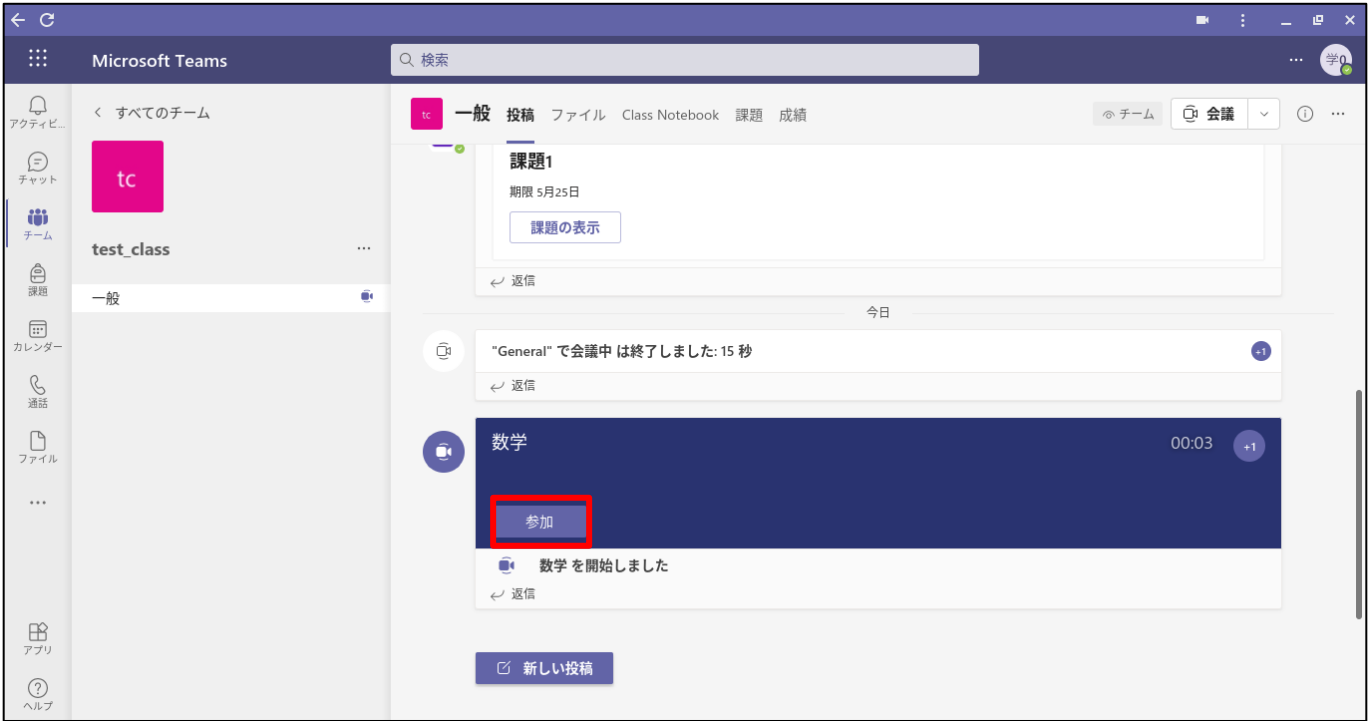 Microsoft Teams
検索
学0
アクティビ...
チャット
チーム
課題
カレンダー
通話
ファイル
アプリ
ヘルプ
すべてのチーム
tc
test_class
一般
tc
一般 投稿 ファイル Class Notebook 課題 成績
チーム
会議
課題1
期限 5月25日
課題の表示
返信
今日
"General" で会議中 は終了しました: 15 秒
+1
返信
数学
00:03
+1
参加
数学 を開始しました
返信
新しい投稿